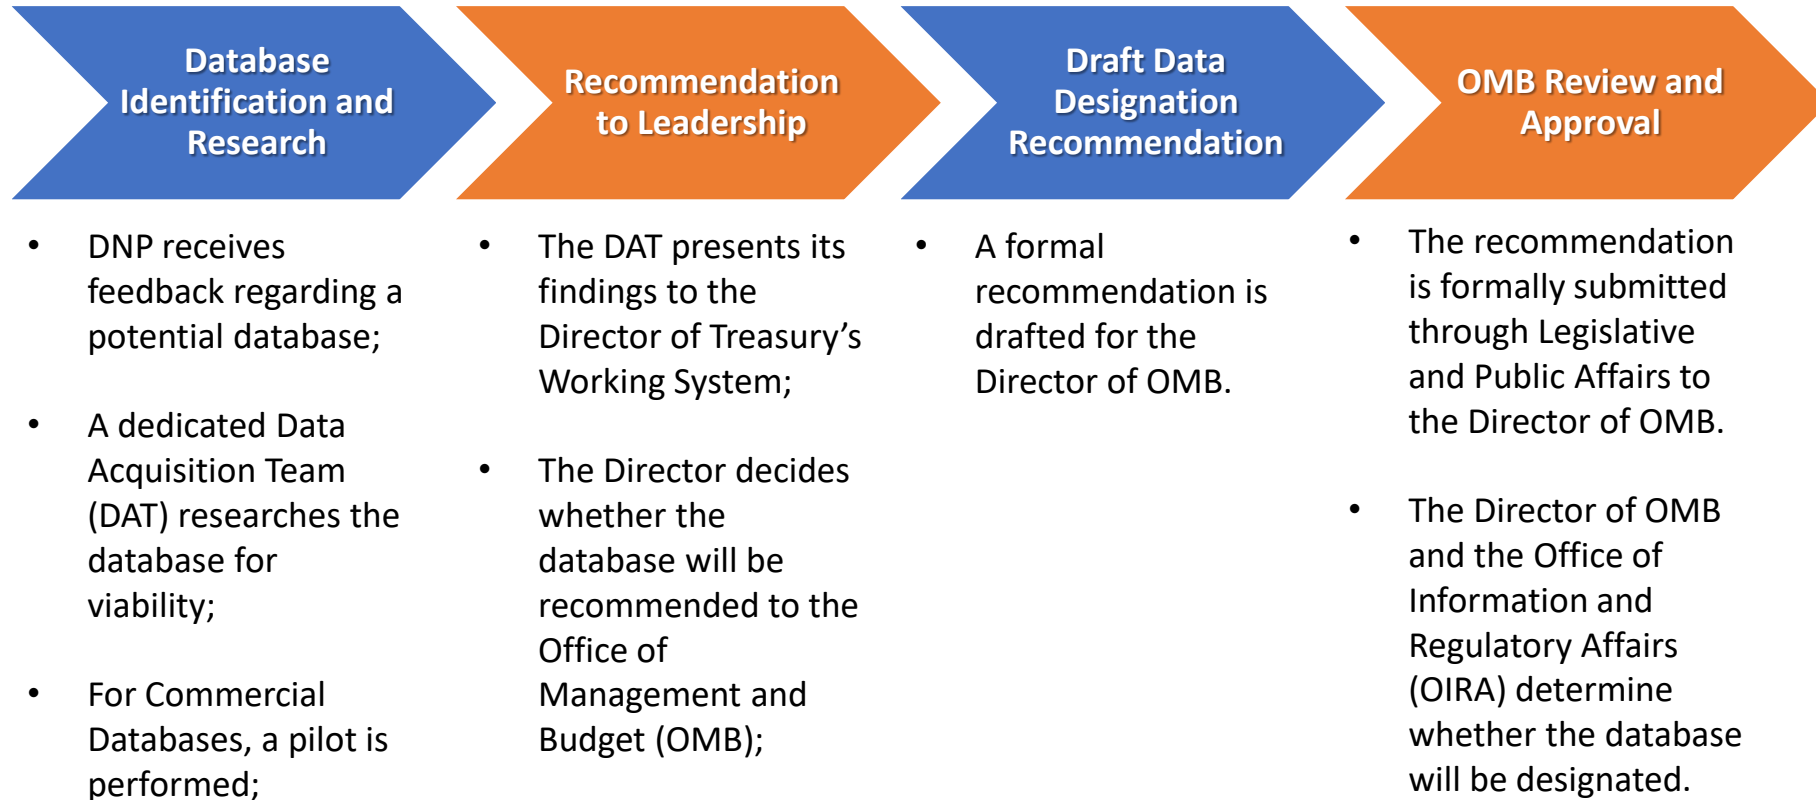 Database
Identification and
Research
Recommendation
to Leadership
Draft Data
Designation
Recommendation
OMB Review and
Approval
• DNP receives
feedback regarding a
potential database;
• A dedicated Data
Acquisition Team
(DAT) researches the
database for
viability;
• For Commercial
Databases, a pilot is
performed;
• The DAT presents its
findings to the
Director of Treasury’s
Working System;
• The Director decides
whether the
database will be
recommended to the
Office of
Management and
Budget (OMB);
• A formal
recommendation is
drafted for the
Director of OMB.
• The recommendation
is formally submitted
through Legislative
and Public Affairs to
the Director of OMB.
• The Director of OMB
and the Office of
Information and
Regulatory Affairs
(OIRA) determine
whether the database
will be designated.